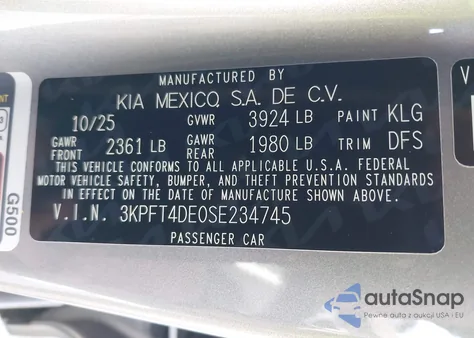 MANUFACTURED BY
KIA MEXICO, S.A. DE C.V.
10/25 GVWR 3924 LB PAINT KLG
GAWR FRONT 2361 LB GAWR REAR 1980 LB TRIM DFS
THIS VEHICLE CONFORMS TO ALL APPLICABLE U.S.A. FEDERAL
MOTOR VEHICLE SAFETY, BUMPER, AND THEFT PREVENTION STANDARDS
IN EFFECT ON THE DATE OF MANUFACTURE SHOWN ABOVE.
V.I.N. 3KPFT4DE0SE234745
PASSENGER CAR
G500
autoSnap
Pewne auta z aukcji USA i EU